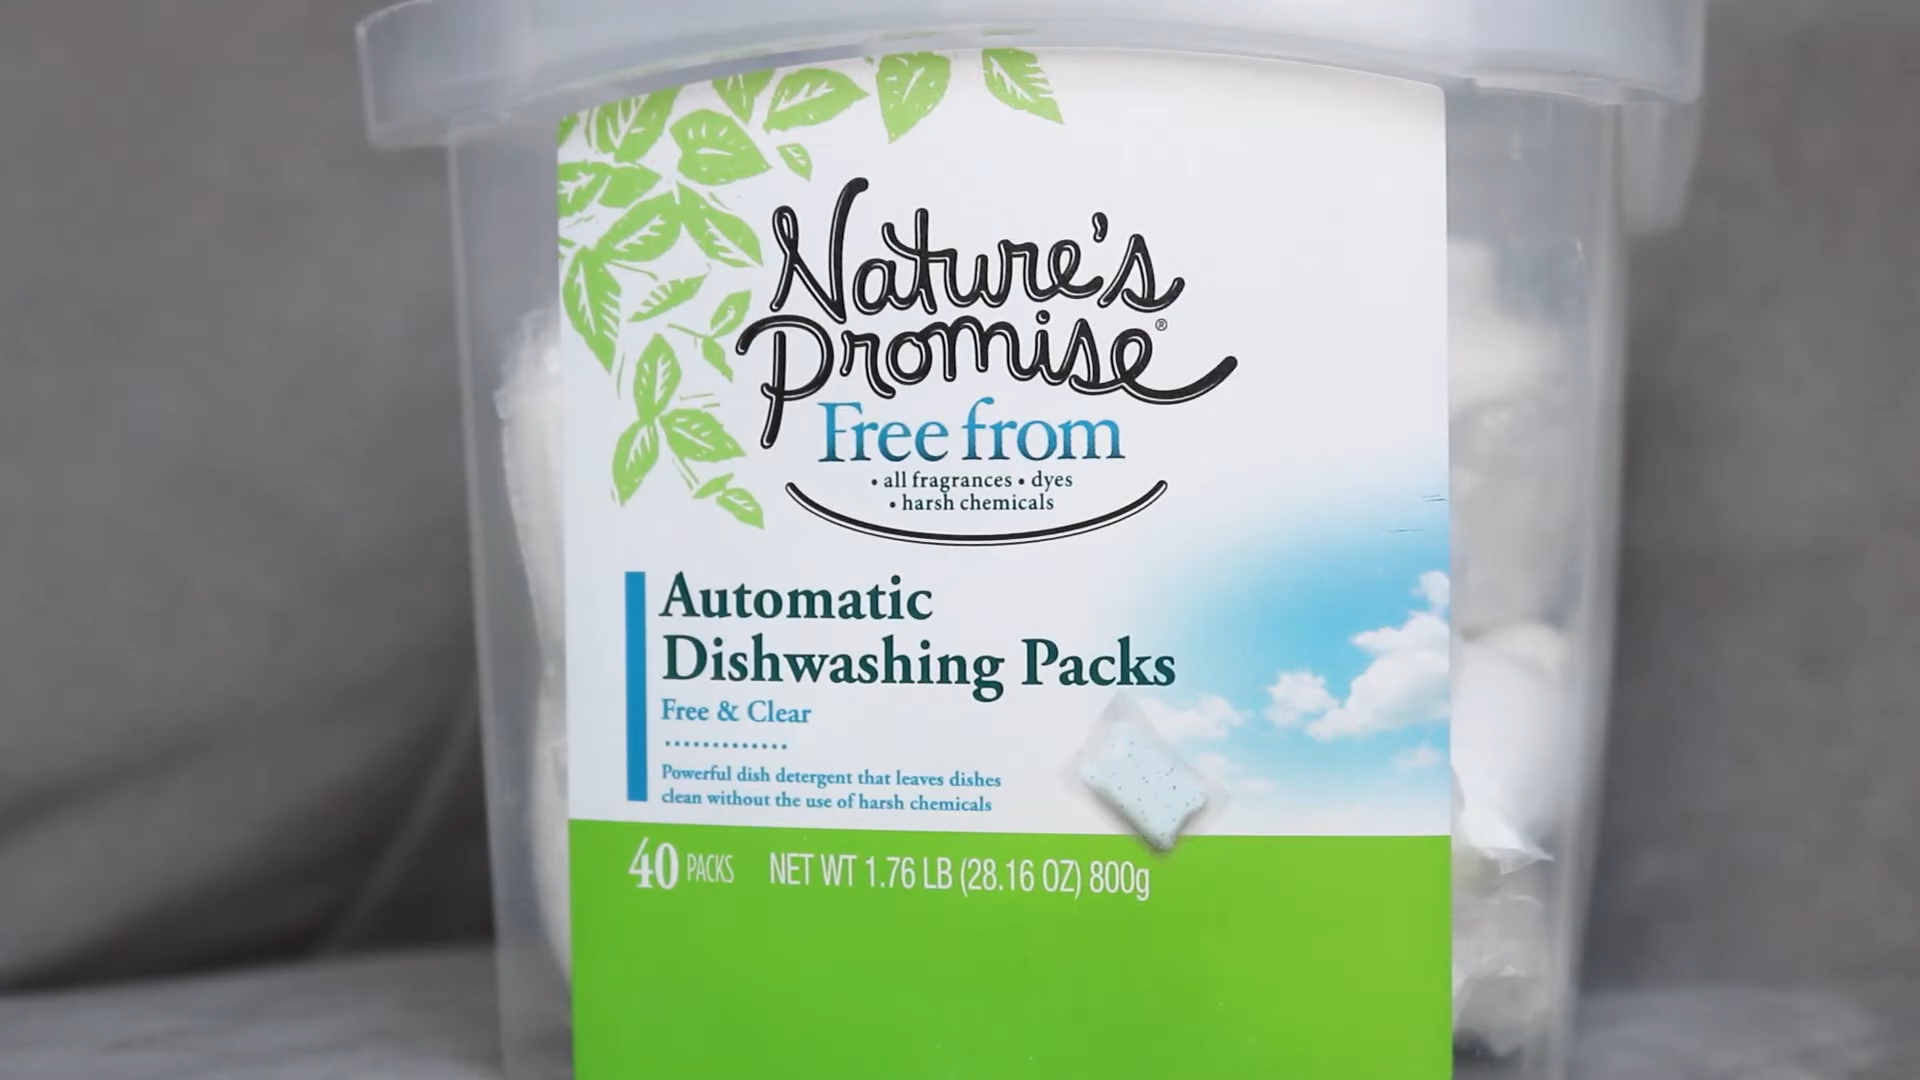 Nature's
Promise®
Free from
• all fragrances • dyes
• harsh chemicals
Automatic
Dishwashing Packs
Free & Clear
Powerful dish detergent that leaves dishes
clean without the use of harsh chemicals
40 PACKS NET WT 1.76 LB (28.16 OZ) 800g